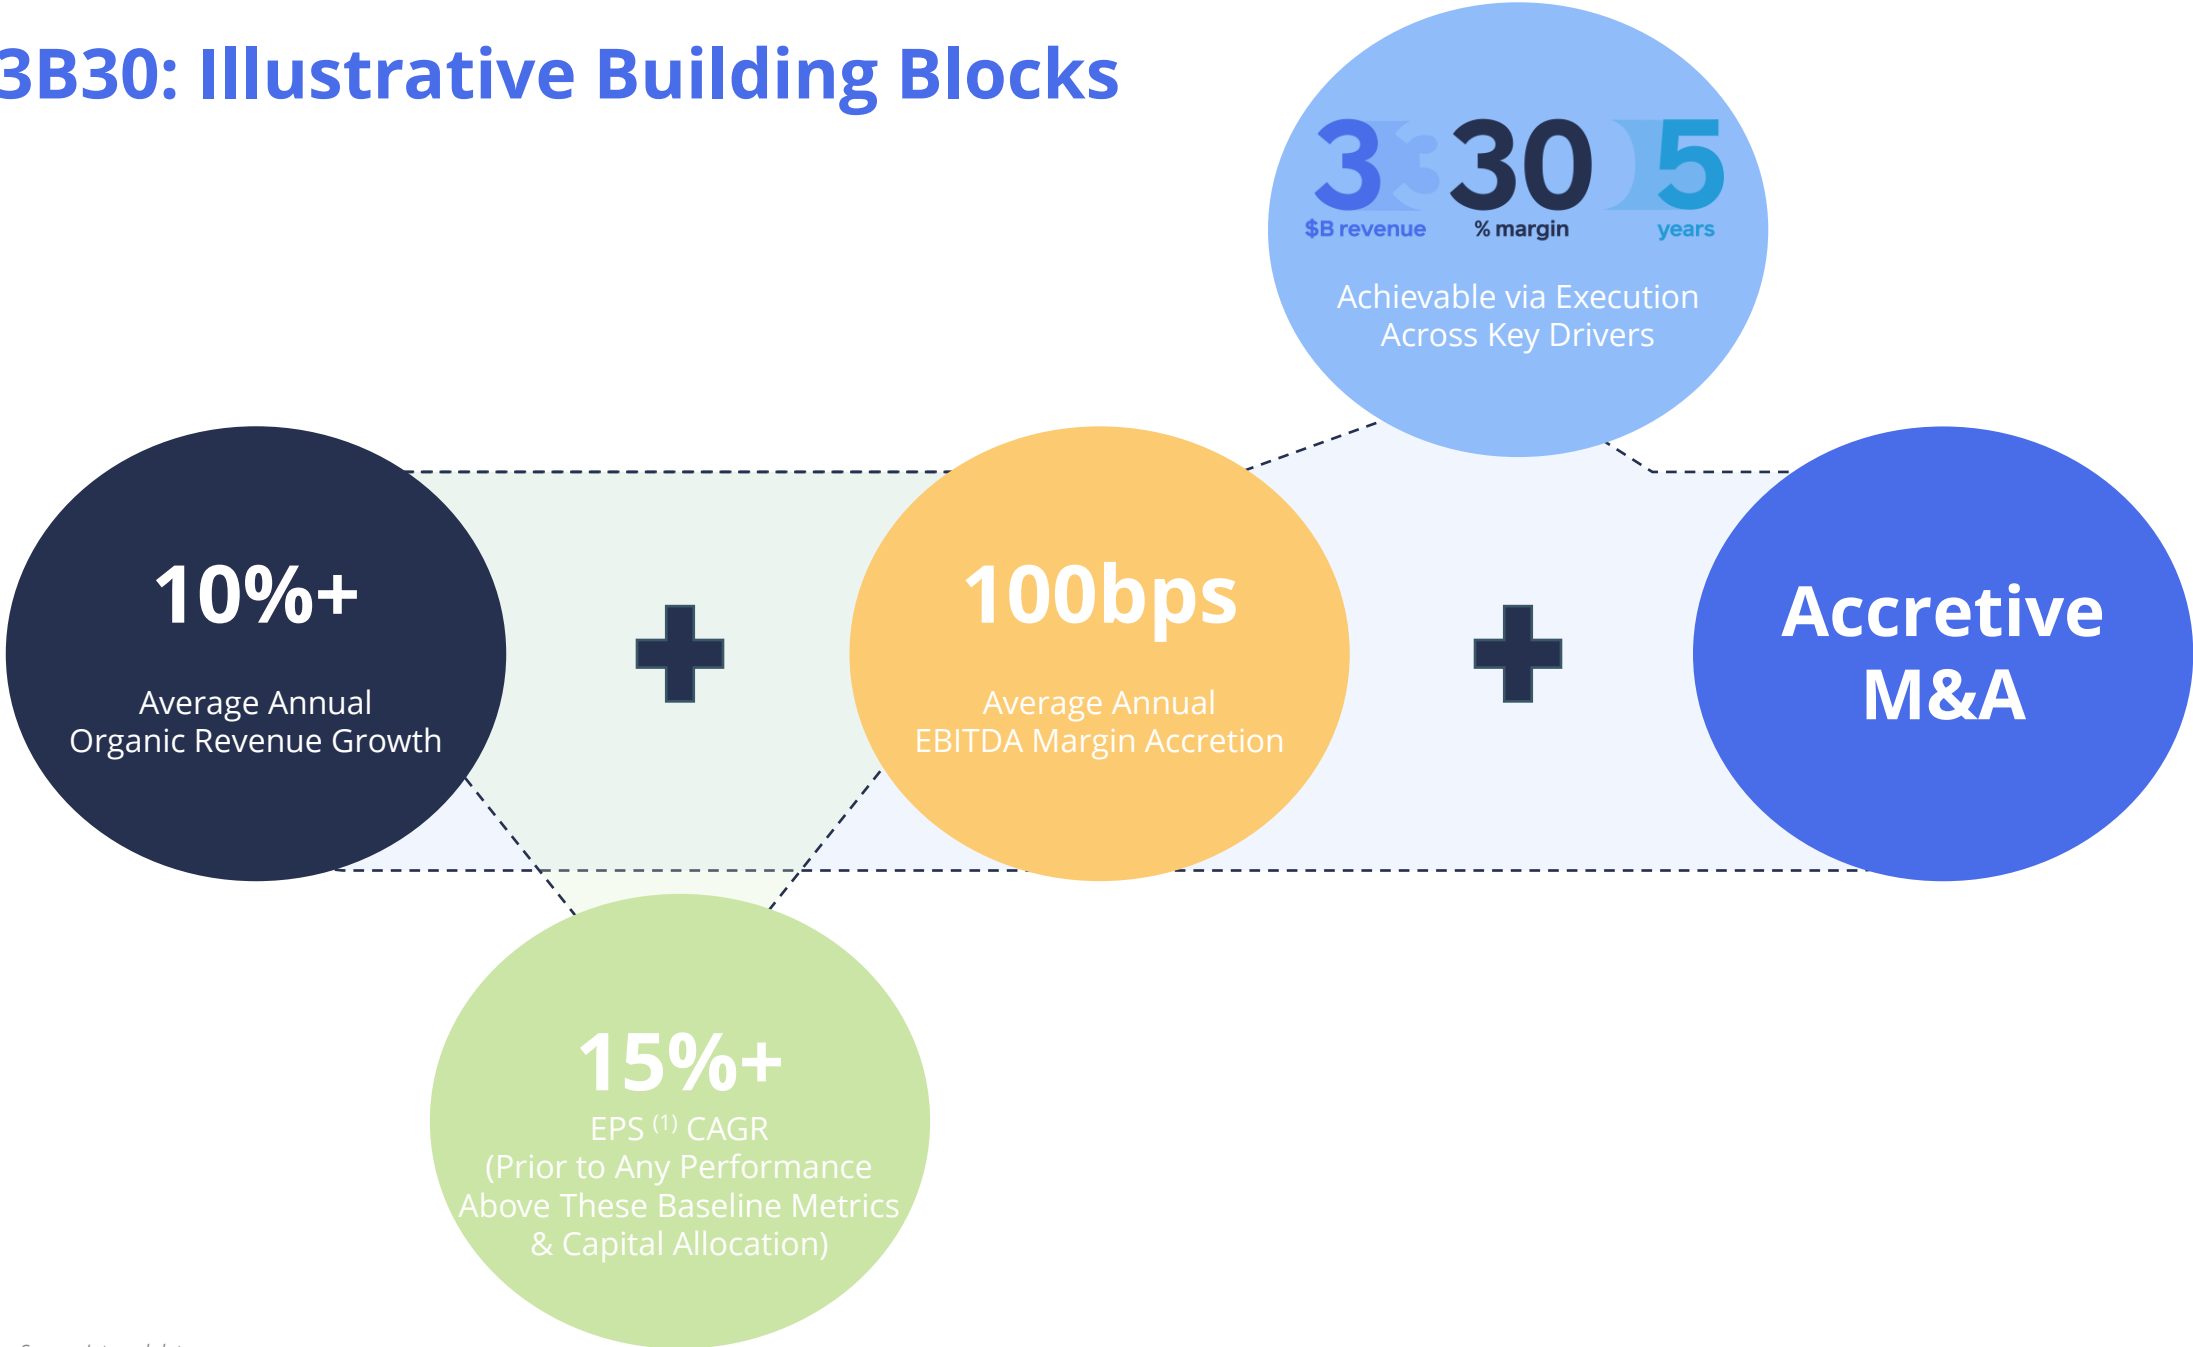 3B30: Illustrative Building Blocks
3 3 30 5
$B revenue % margin years
Achievable via Execution
Across Key Drivers
10%+
Average Annual
Organic Revenue Growth
100bps
Average Annual
EBITDA Margin Accretion
Accretive
M&A
15%+
EPS (1) CAGR
(Prior to Any Performance
Above These Baseline Metrics
& Capital Allocation)